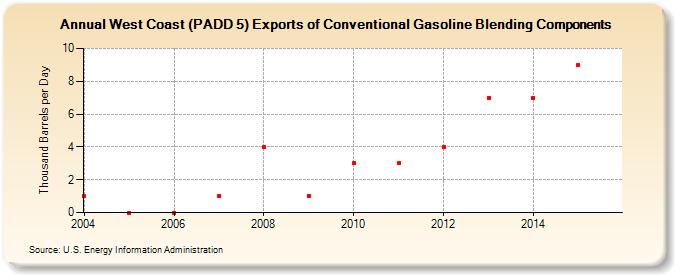 Annual West Coast (PADD 5) Exports of Conventional Gasoline Blending Components
Thousand Barrels per Day
10
8
6
4
2
0
2004 2006 2008 2010 2012 2014
Source: U.S. Energy Information Administration